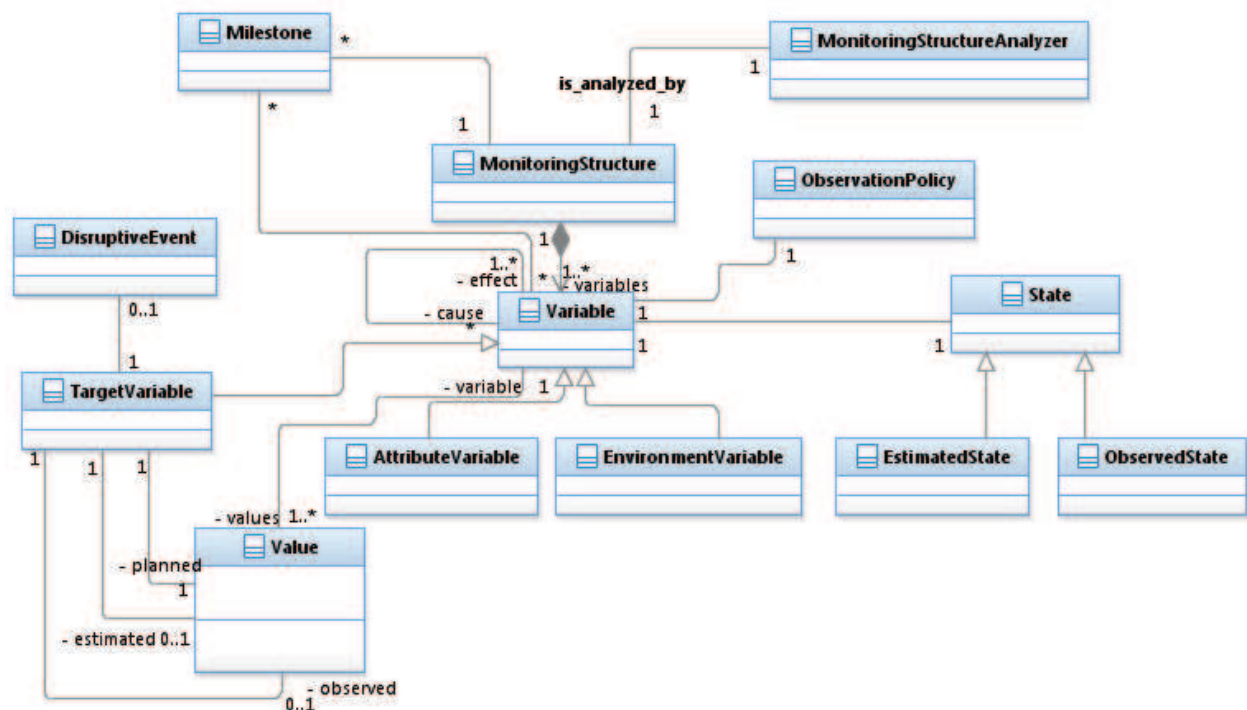 Milestone
*
MonitoringStructureAnalyzer
1
is_analyzed_by
1
*
1
MonitoringStructure
ObservationPolicy
DisruptiveEvent
1
1
1..*
1..*
- effect
*
- variables
State
0..1
- cause
Variable
1
*
1
1
1
TargetVariable
- variable
1
AttributeVariable
EnvironmentVariable
EstimatedState
ObservedState
1
1
1
- values
1..*
Value
- planned
1
- estimated 0..1
- observed
0..1